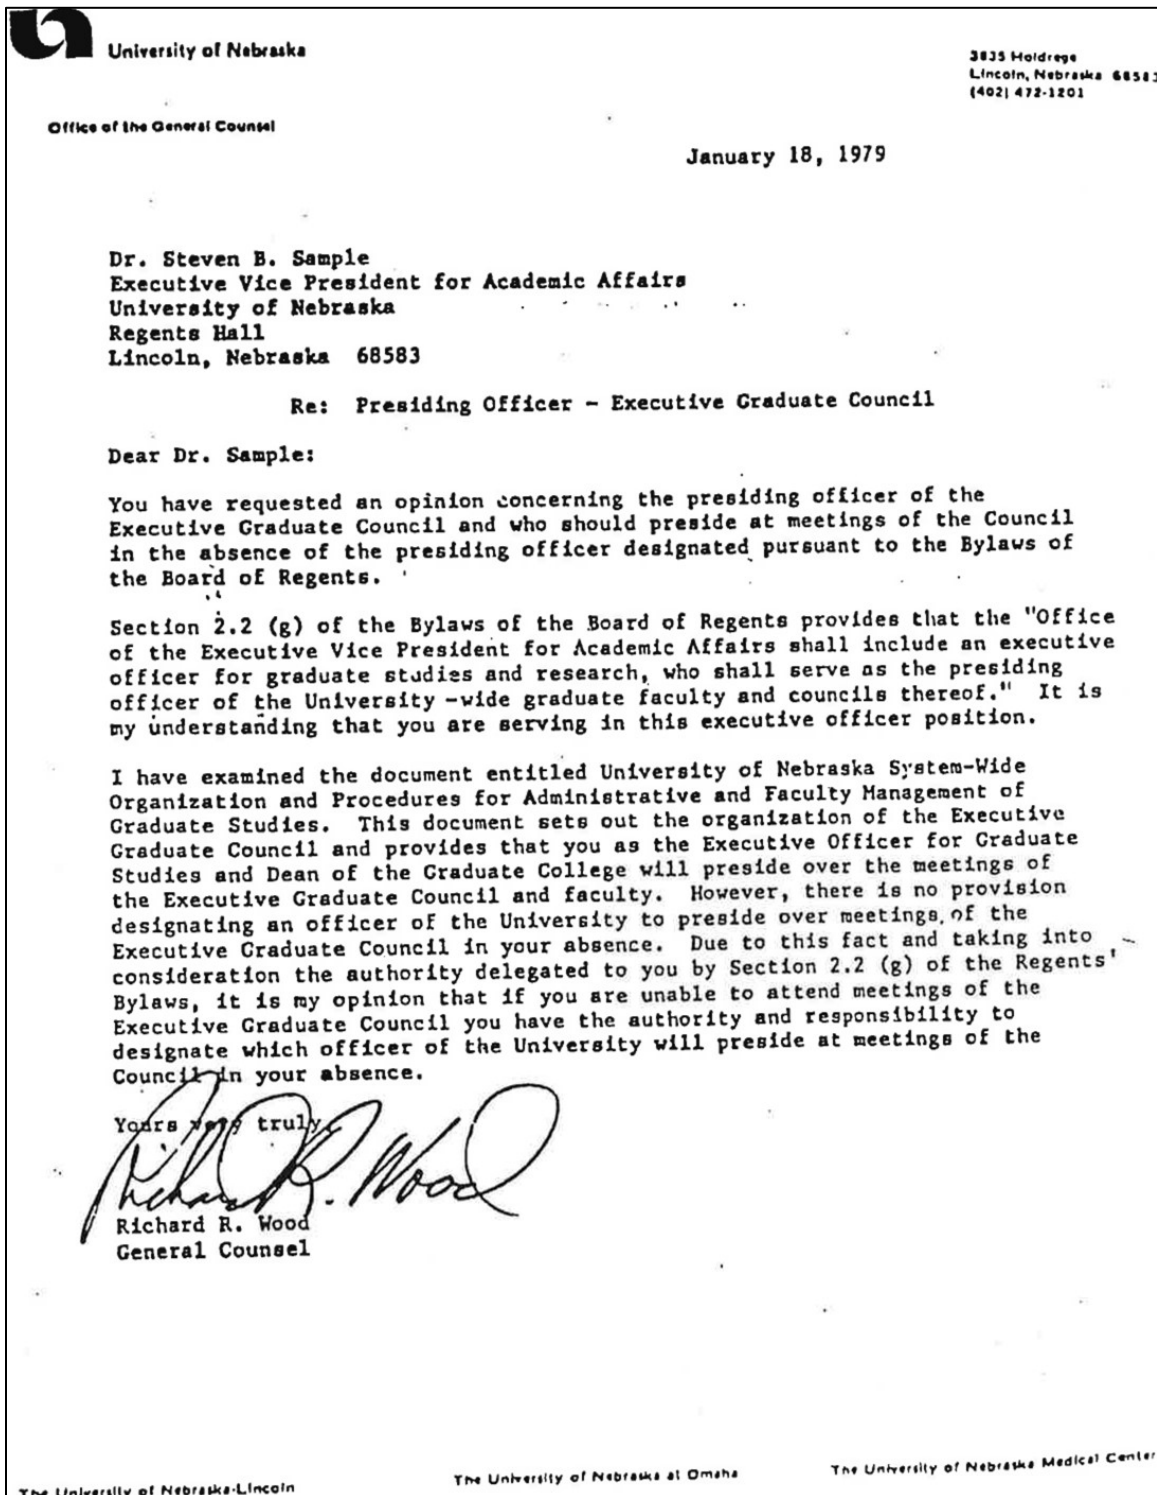 University of Nebraska
3835 Holdrege
Lincoln, Nebraska 68583
(402) 472-1201
Office of the General Counsel
January 18, 1979
Dr. Steven B. Sample
Executive Vice President for Academic Affairs
University of Nebraska
Regents Hall
Lincoln, Nebraska 68583
Re: Presiding Officer - Executive Graduate Council
Dear Dr. Sample:
You have requested an opinion concerning the presiding officer of the
Executive Graduate Council and who should preside at meetings of the Council
in the absence of the presiding officer designated pursuant to the Bylaws of
the Board of Regents.
Section 2.2 (g) of the Bylaws of the Board of Regents provides that the "Office
of the Executive Vice President for Academic Affairs shall include an executive
officer for graduate studies and research, who shall serve as the presiding
officer of the University-wide graduate faculty and councils thereof." It is
my understanding that you are serving in this executive officer position.
I have examined the document entitled University of Nebraska System-Wide
Organization and Procedures for Administrative and Faculty Management of
Graduate Studies. This document sets out the organization of the Executive
Graduate Council and provides that you as the Executive Officer for Graduate
Studies and Dean of the Graduate College will preside over the meetings of
the Executive Graduate Council and faculty. However, there is no provision
designating an officer of the University to preside over meetings of the
Executive Graduate Council in your absence. Due to this fact and taking into
consideration the authority delegated to you by Section 2.2 (g) of the Regents'
Bylaws, it is my opinion that if you are unable to attend meetings of the
Executive Graduate Council you have the authority and responsibility to
designate which officer of the University will preside at meetings of the
Council in your absence.
Yours very truly,
Richard R. Wood
Richard R. Wood
General Counsel
The University of Nebraska-Lincoln
The University of Nebraska at Omaha
The University of Nebraska Medical Center